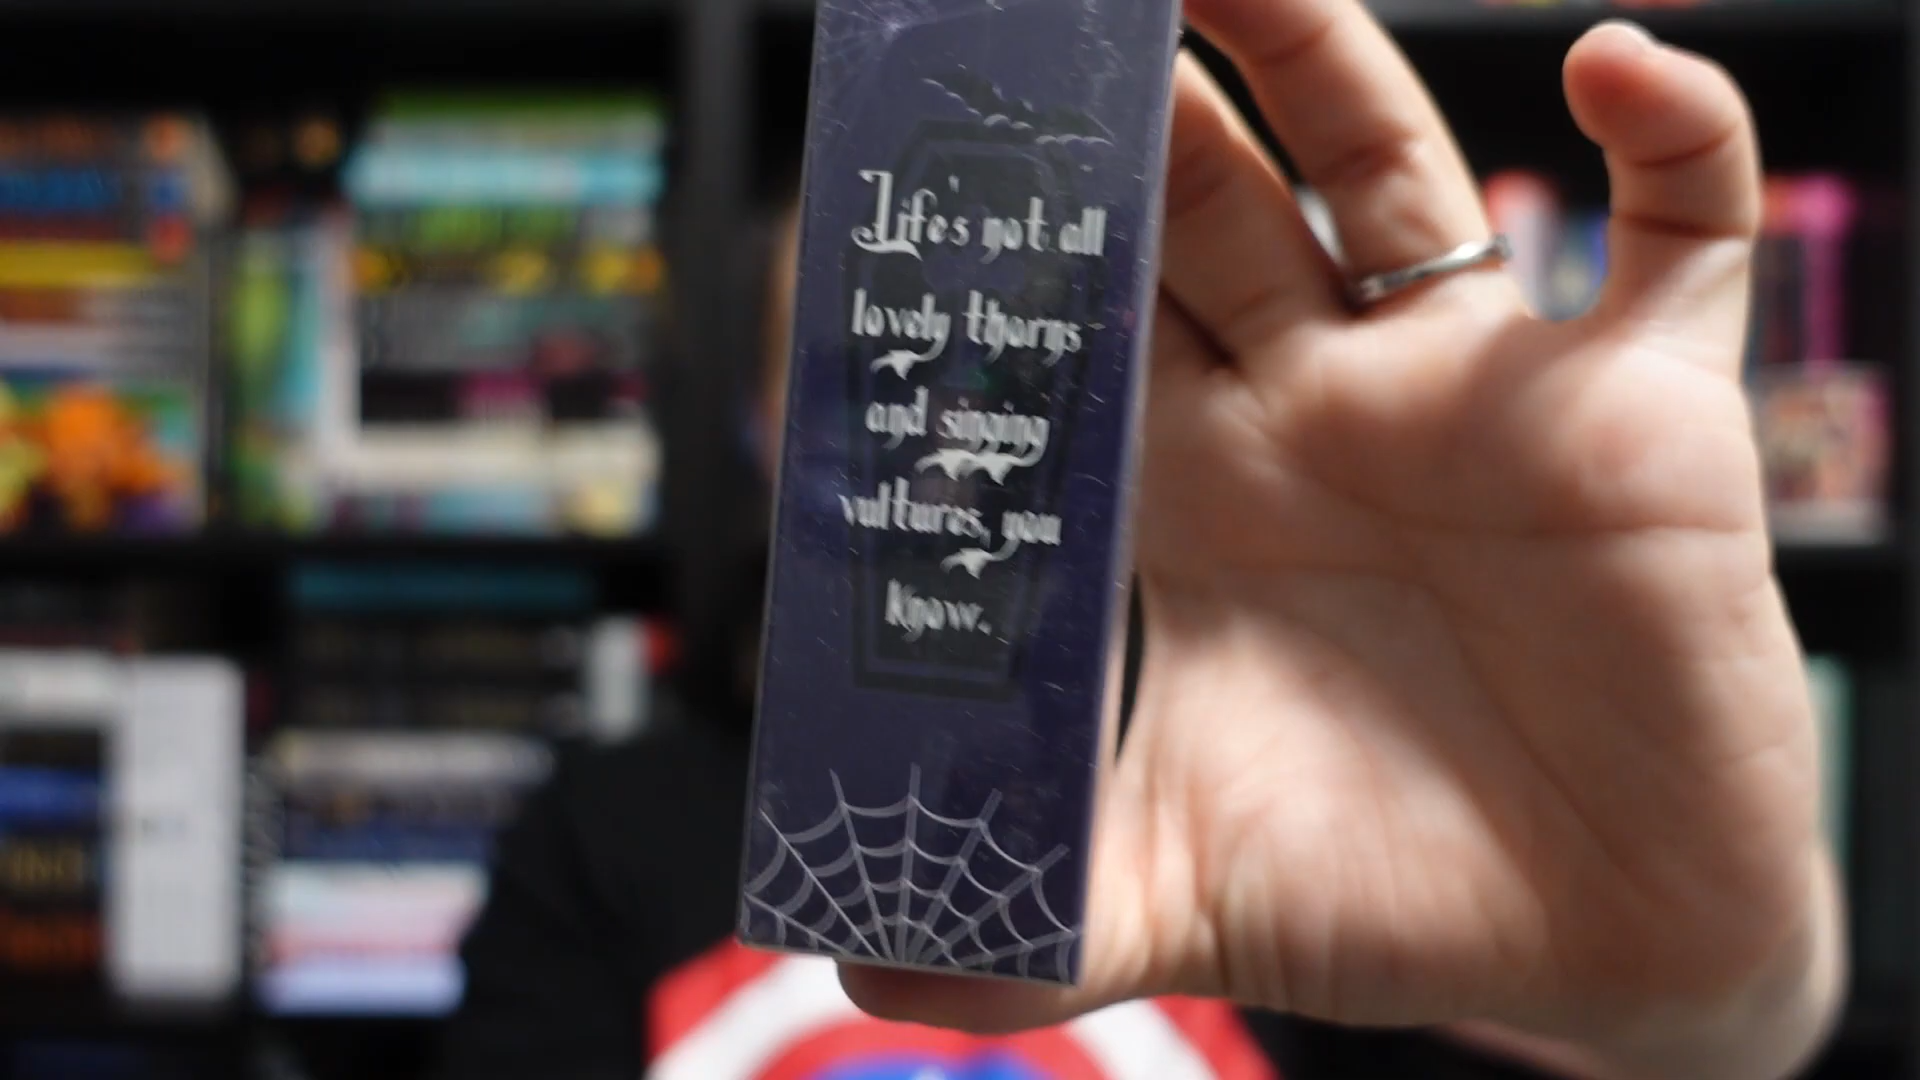 Life's not all
lovely thorns
and singing
vultures, you
know.